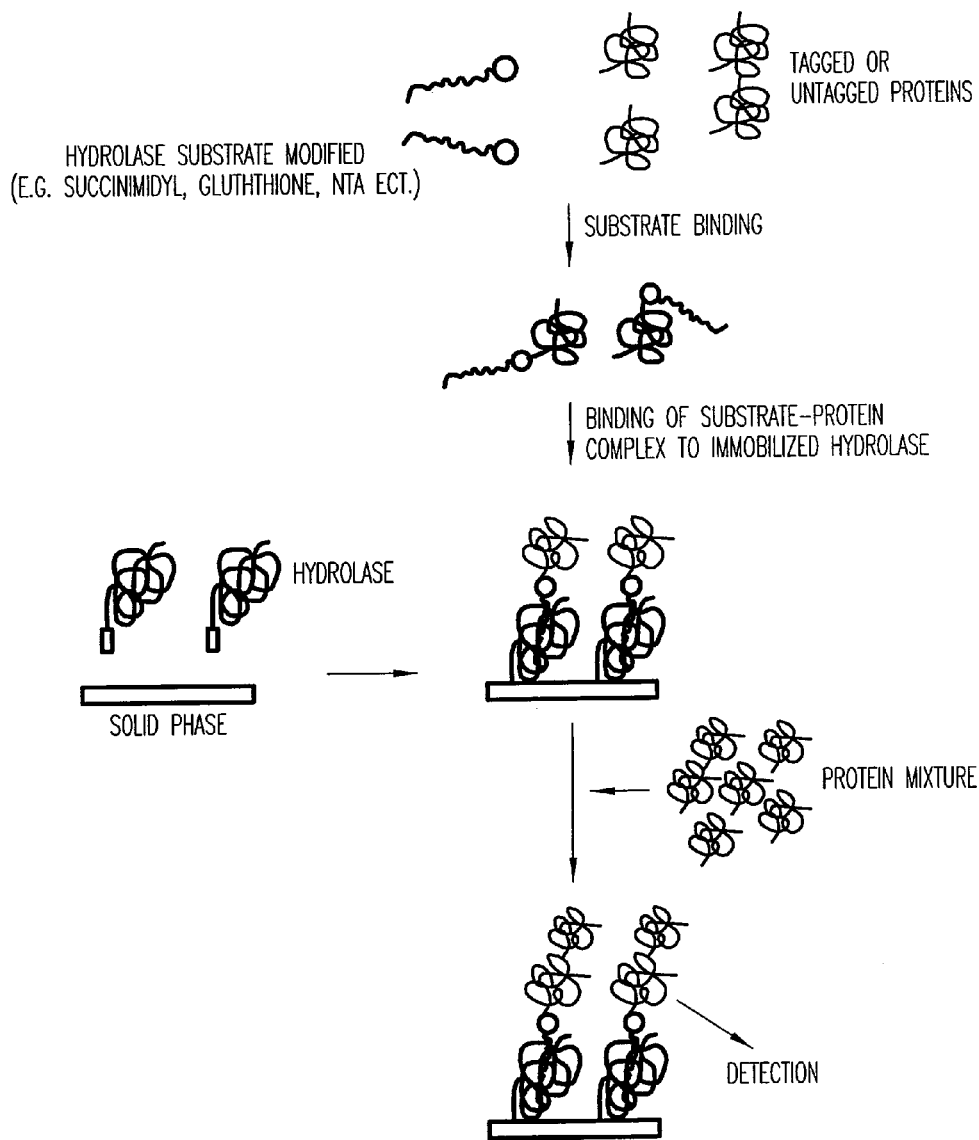 TAGGED OR
UNTAGGED PROTEINS
HYDROLASE SUBSTRATE MODIFIED
(E.G. SUCCINIMIDYL, GLUTHTHIONE, NTA ECT.)
SUBSTRATE BINDING
BINDING OF SUBSTRATE-PROTEIN
COMPLEX TO IMMOBILIZED HYDROLASE
HYDROLASE
SOLID PHASE
PROTEIN MIXTURE
DETECTION